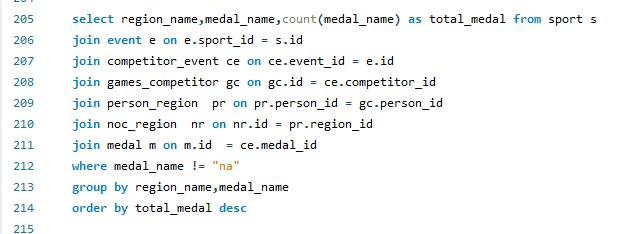 205 select region_name,medal_name,count(medal_name) as total_medal from sport s
206 join event e on e.sport_id = s.id
207 join competitor_event ce on ce.event_id = e.id
208 join games_competitor gc on gc.id = ce.competitor_id
209 join person_region  pr on pr.person_id = gc.person_id
210 join noc_region  nr on nr.id = pr.region_id
211 join medal m on m.id  = ce.medal_id
212 where medal_name != "na"
213 group by region_name,medal_name
214 order by total_medal desc
215